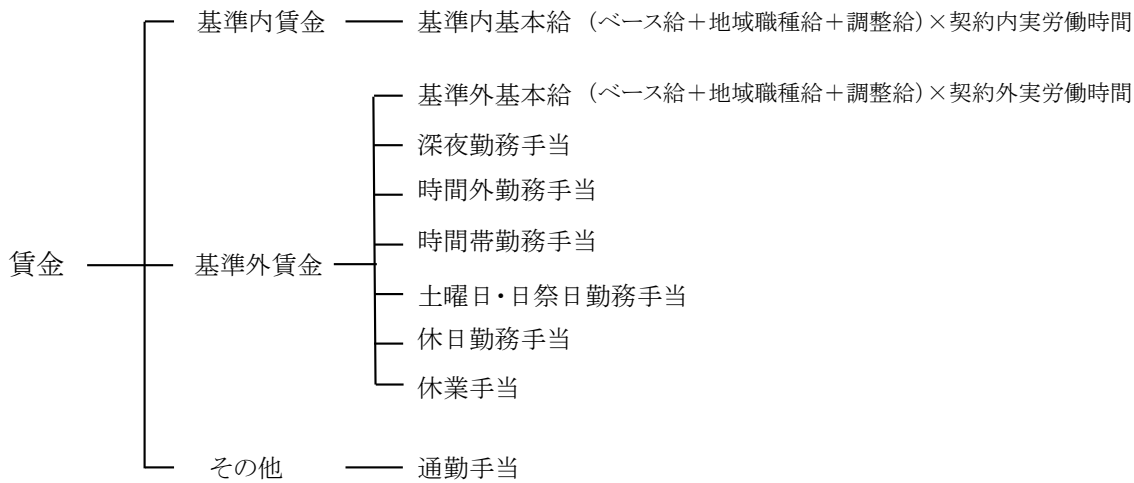 基準内賃金 基準内基本給 (ベース給+地域職種給+調整給)×契約内実労働時間
基準外基本給 (ベース給+地域職種給+調整給)×契約外実労働時間
深夜勤務手当
時間外勤務手当
時間帯勤務手当
賃金 基準外賃金
土曜日・日祭日勤務手当
休日勤務手当
休業手当
その他 通勤手当